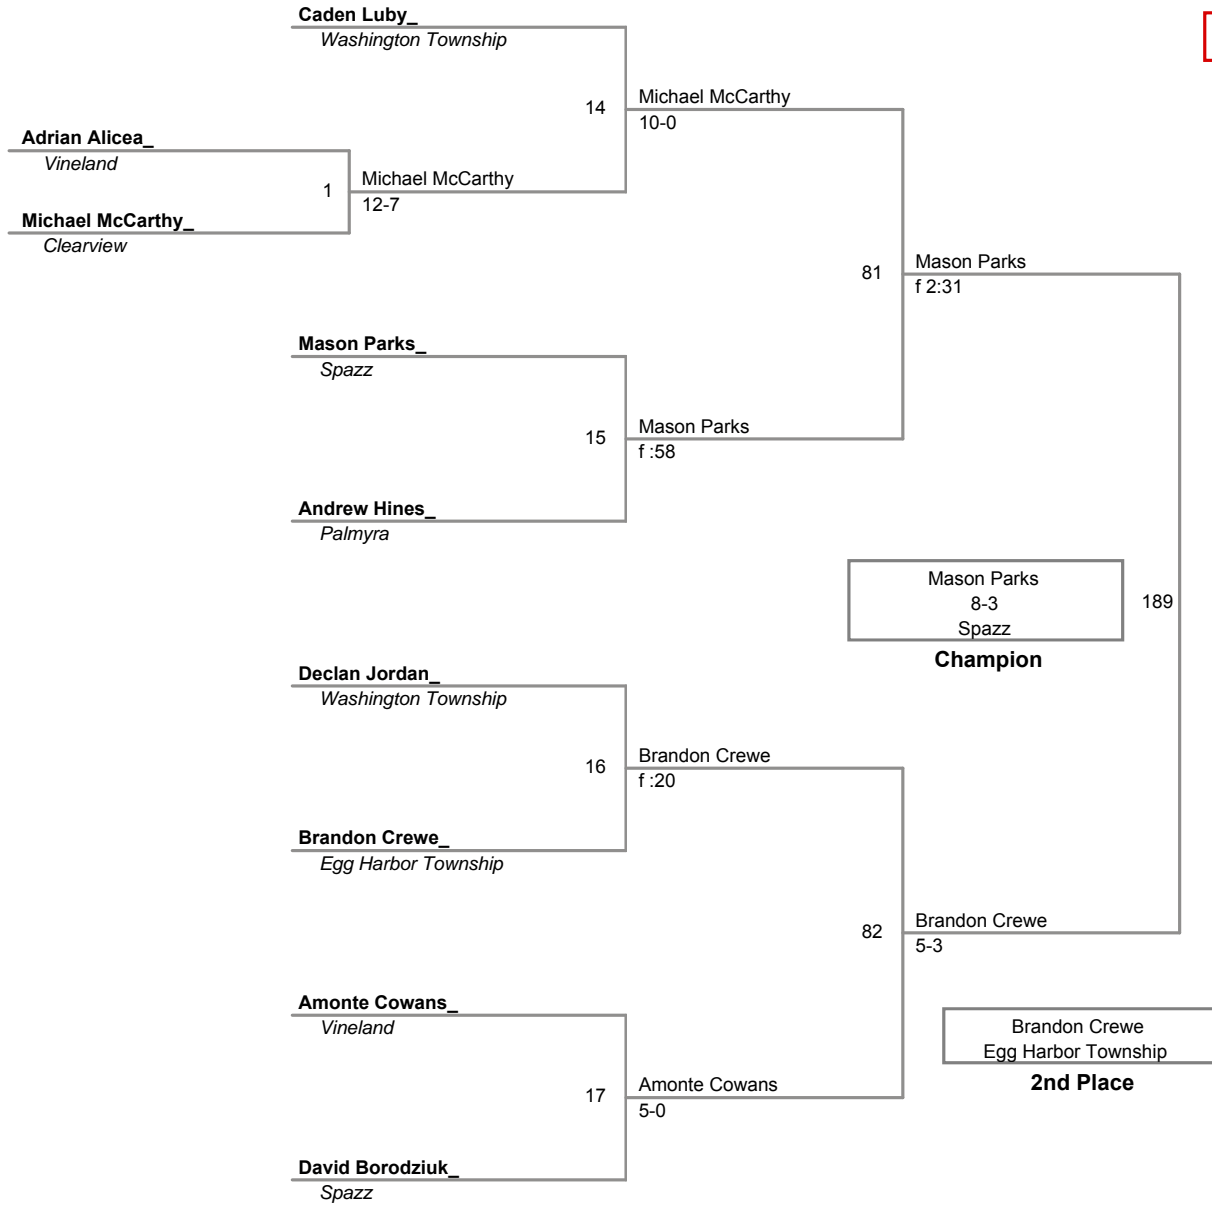 Caden Luby_
Washington Township
14
Michael McCarthy
10-0
Adrian Alicea_
Vineland
1
Michael McCarthy
12-7
Michael McCarthy_
Clearview
81
Mason Parks
f 2:31
Mason Parks_
Spazz
15
Mason Parks
f :58
Andrew Hines_
Palmyra
Mason Parks
8-3
Spazz
Champion
189
Declan Jordan_
Washington Township
16
Brandon Crewe
f :20
Brandon Crewe_
Egg Harbor Township
82
Brandon Crewe
5-3
Amonte Cowans_
Vineland
Brandon Crewe
Egg Harbor Township
2nd Place
17
Amonte Cowans
5-0
David Borodziuk_
Spazz